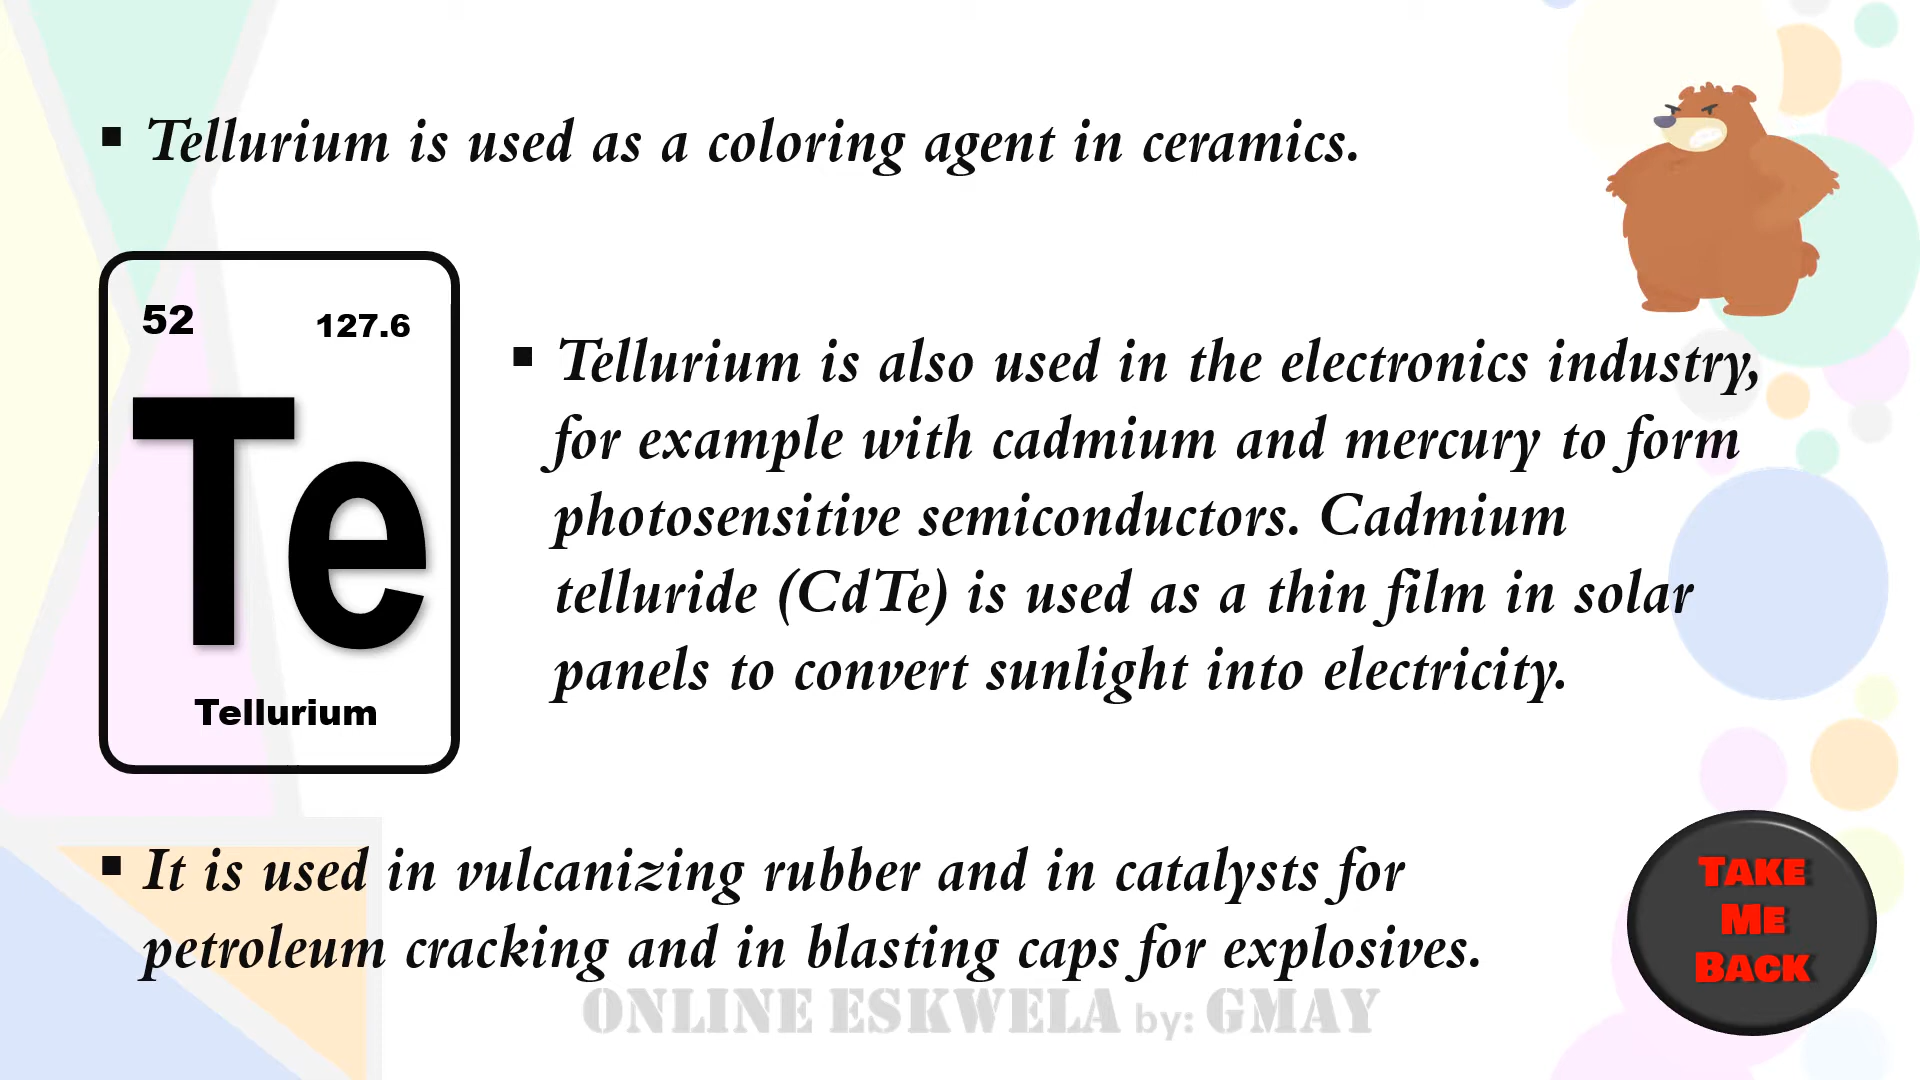 ▪ Tellurium is used as a coloring agent in ceramics.
52
127.6
Te
Tellurium
▪ Tellurium is also used in the electronics industry,
for example with cadmium and mercury to form
photosensitive semiconductors. Cadmium
telluride (CdTe) is used as a thin film in solar
panels to convert sunlight into electricity.
▪ It is used in vulcanizing rubber and in catalysts for
petroleum cracking and in blasting caps for explosives.
TAKE
ME
BACK
ONLINE ESKWELA by: GMAY